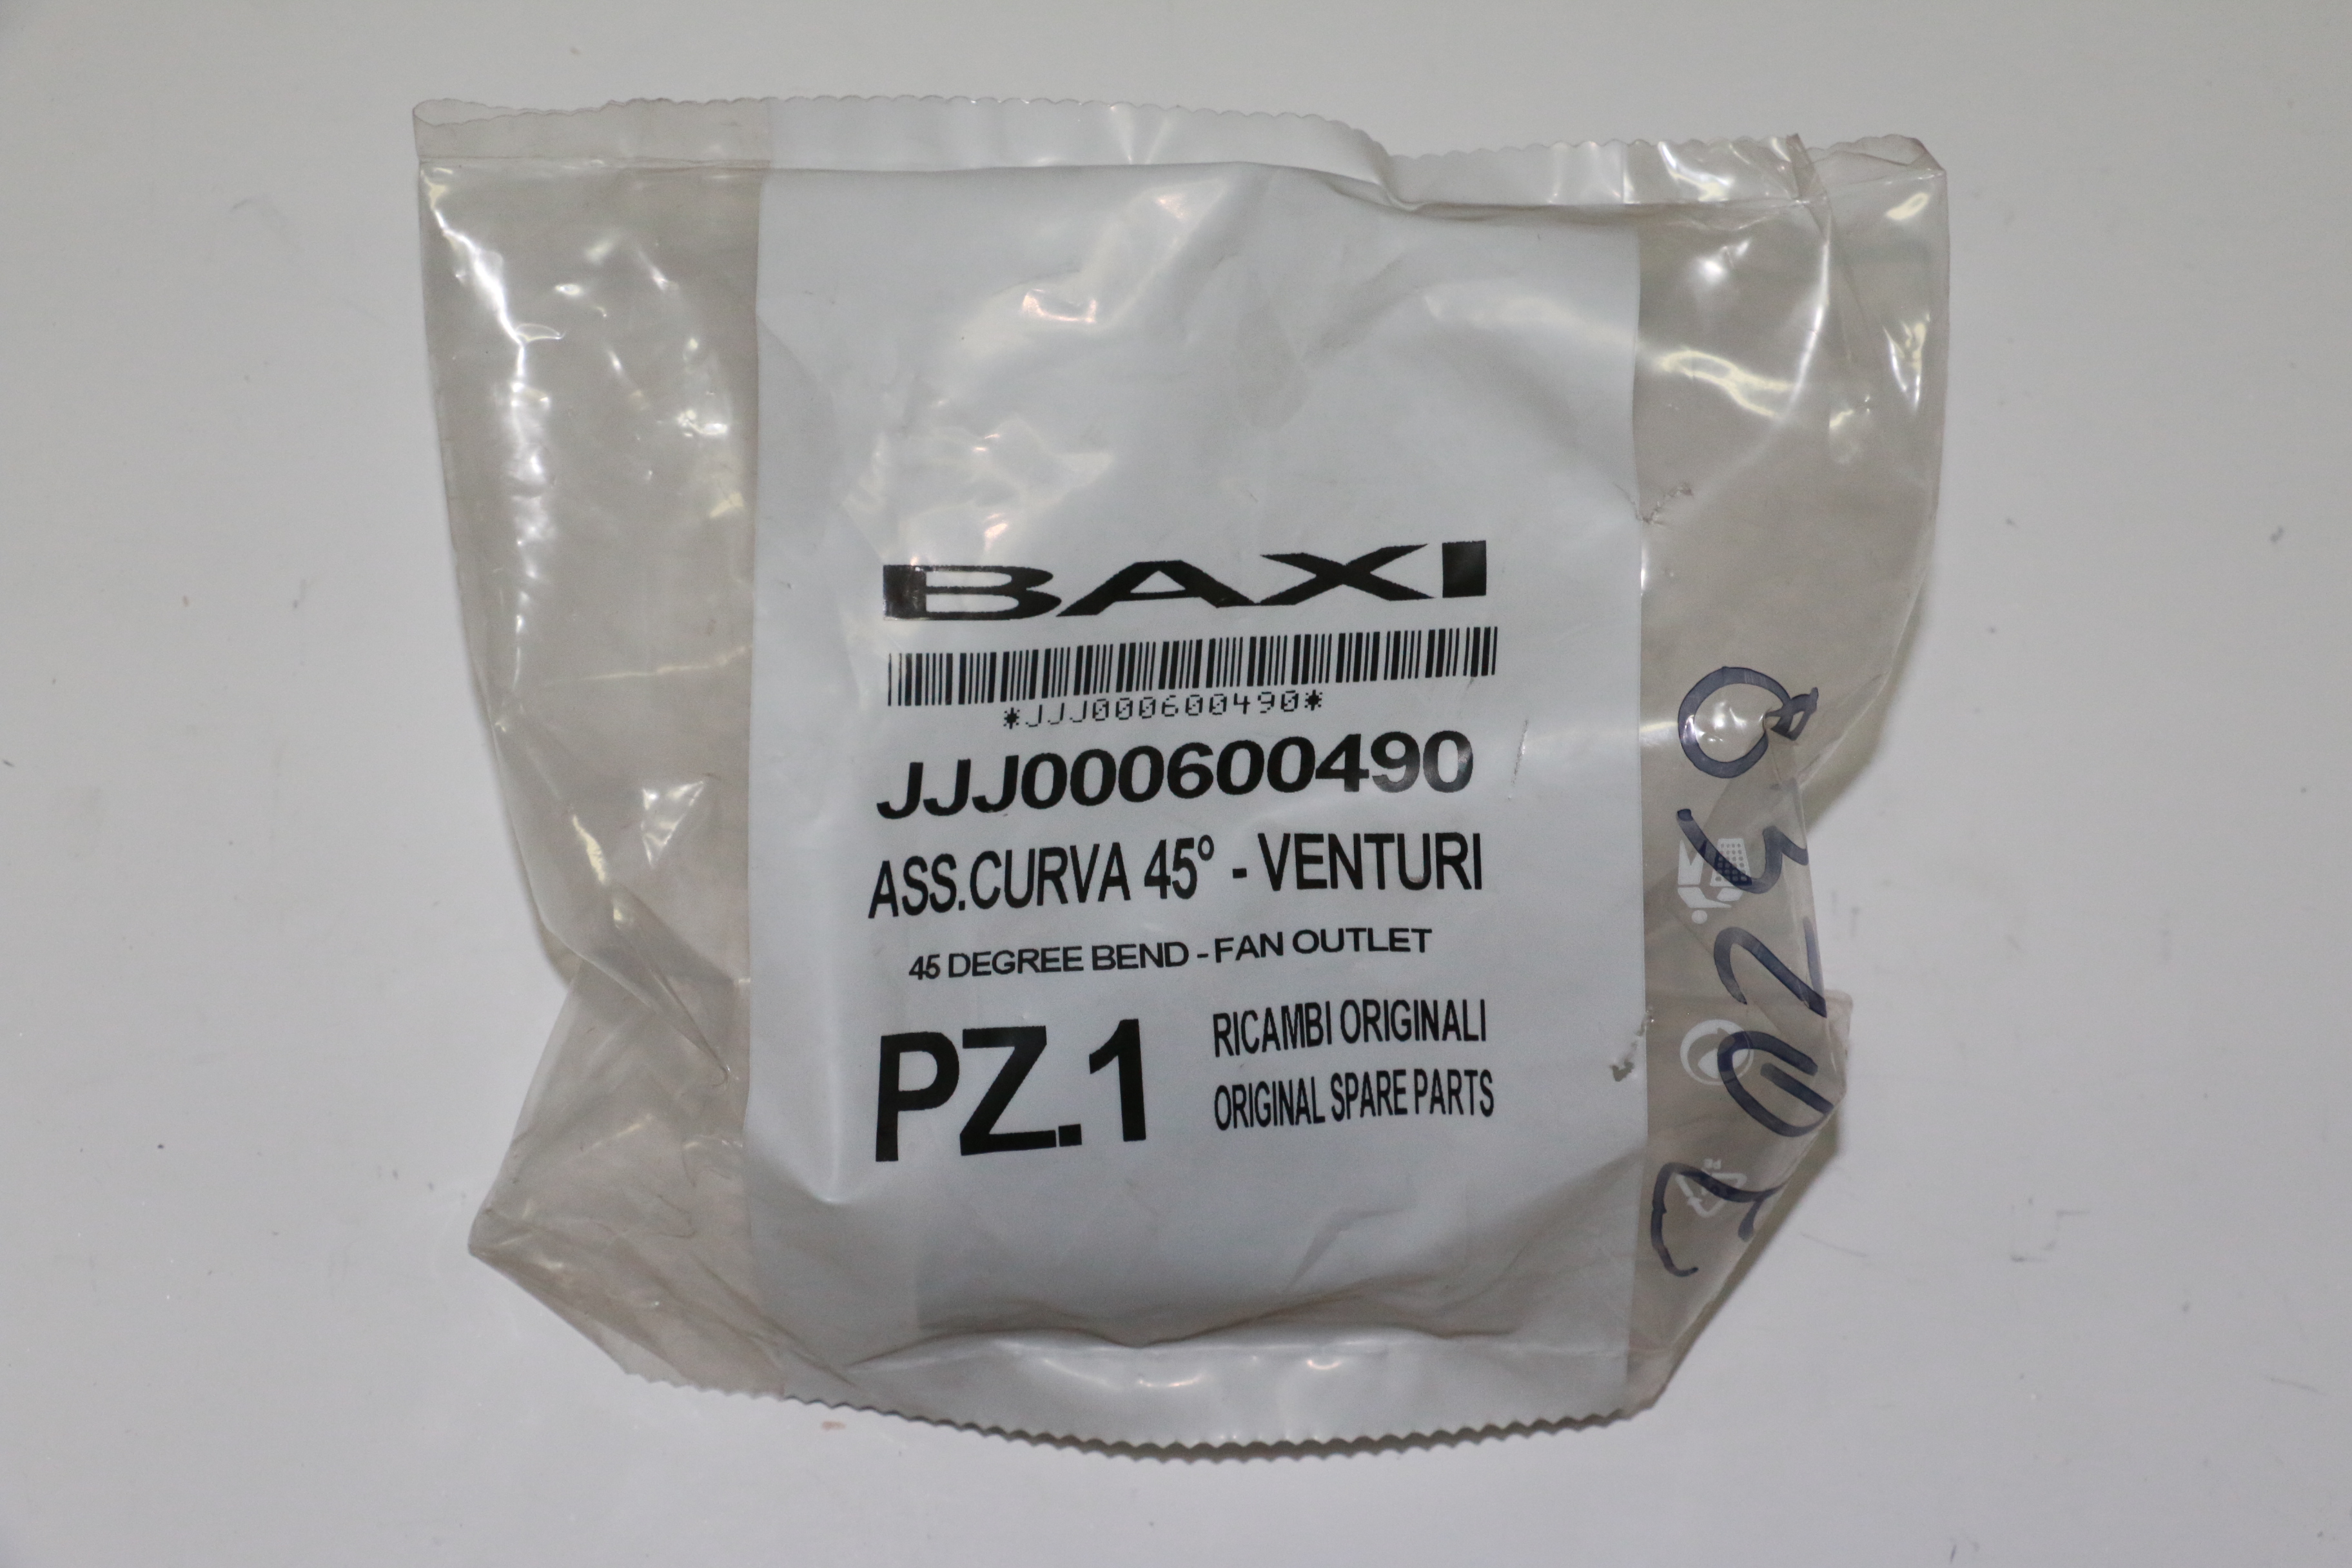 BAXI
*JJJ000600490*
JJJ000600490
ASS.CURVA 45° - VENTURI
45 DEGREE BEND - FAN OUTLET
PZ.1
RICAMBI ORIGINALI
ORIGINAL SPARE PARTS